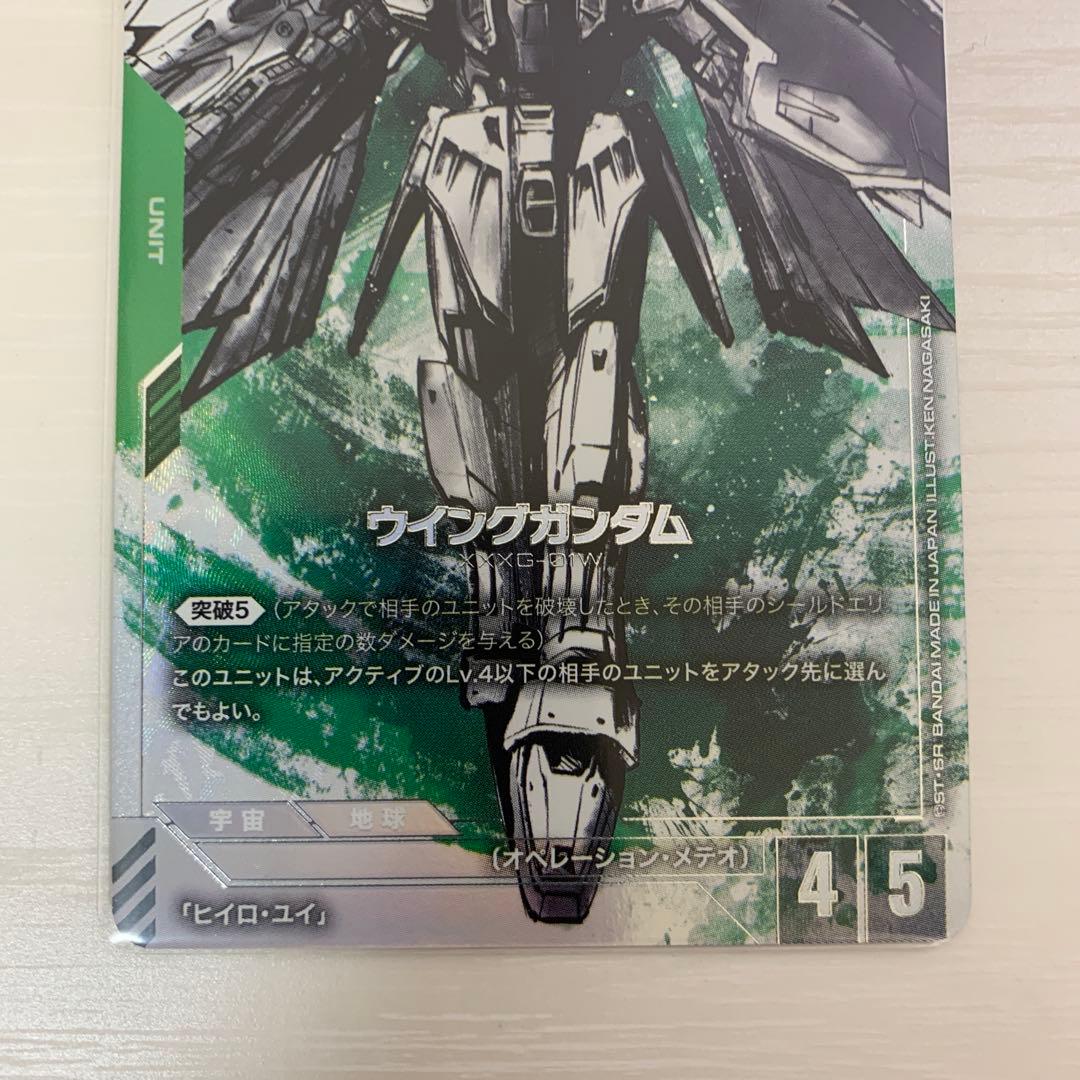 UNIT
ウイングガンダム
XXXG-01W
突破5 (アタックで相手のユニットを破壊したとき、その相手のシールドエリ
アのカードに指定の数ダメージを与える)
このユニットは、アクティブのLv.4以下の相手のユニットをアタック先に選ん
でもよい。
宇宙 地球
〔オペレーション・メテオ〕
4 5
「ヒイロ・ユイ」
©ST・SR BANDAI MADE IN JAPAN ILLUST.KEN NAGASAKI